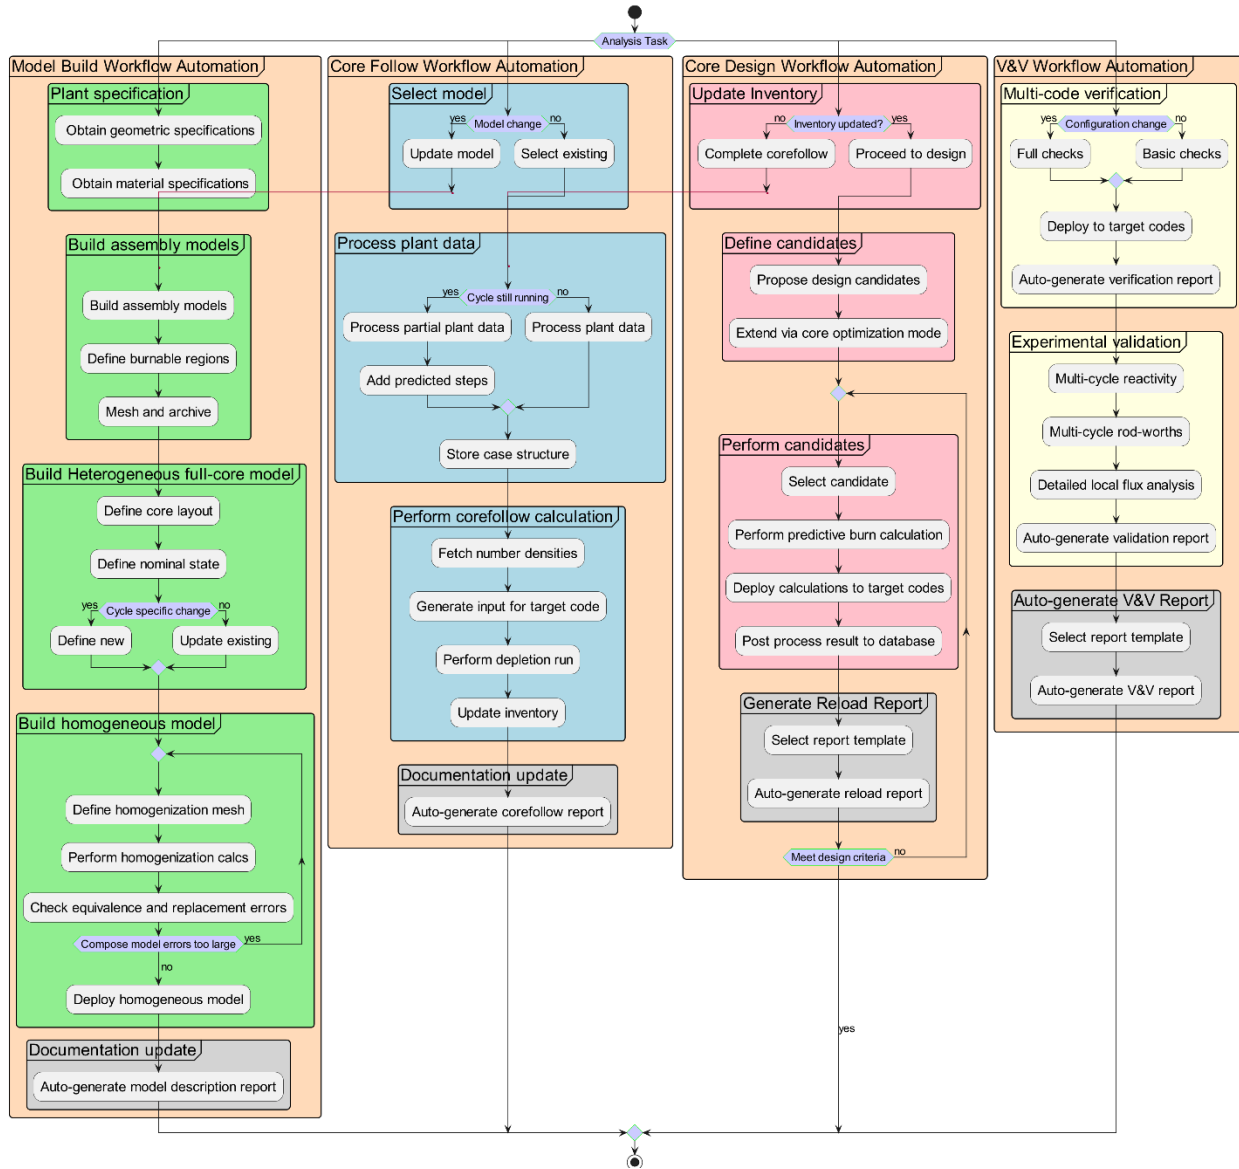 Analysis Task
Model Build Workflow Automation
Plant specification
Obtain geometric specifications
Obtain material specifications
Build assembly models
Build assembly models
Define burnable regions
Mesh and archive
Build Heterogeneous full-core model
Define core layout
Define nominal state
yes
Cycle specific change
no
Define new
Update existing
Build homogeneous model
Define homogenization mesh
Perform homogenization calcs
Check equivalence and replacement errors
Compose model errors too large
yes
no
Deploy homogeneous model
Documentation update
Auto-generate model description report
Core Follow Workflow Automation
Select model
yes
Model change
no
Update model
Select existing
Process plant data
yes
Cycle still running
no
Process partial plant data
Process plant data
Add predicted steps
Store case structure
Perform corefollow calculation
Fetch number densities
Generate input for target code
Perform depletion run
Update inventory
Documentation update
Auto-generate corefollow report
Core Design Workflow Automation
Update Inventory
no
Inventory updated?
yes
Complete corefollow
Proceed to design
Define candidates
Propose design candidates
Extend via core optimization mode
Perform candidates
Select candidate
Perform predictive burn calculation
Deploy calculations to target codes
Post process result to database
Generate Reload Report
Select report template
Auto-generate reload report
Meet design criteria
no
yes
V&V Workflow Automation
Multi-code verification
yes
Configuration change
no
Full checks
Basic checks
Deploy to target codes
Auto-generate verification report
Experimental validation
Multi-cycle reactivity
Multi-cycle rod-worths
Detailed local flux analysis
Auto-generate validation report
Auto-generate V&V Report
Select report template
Auto-generate V&V report